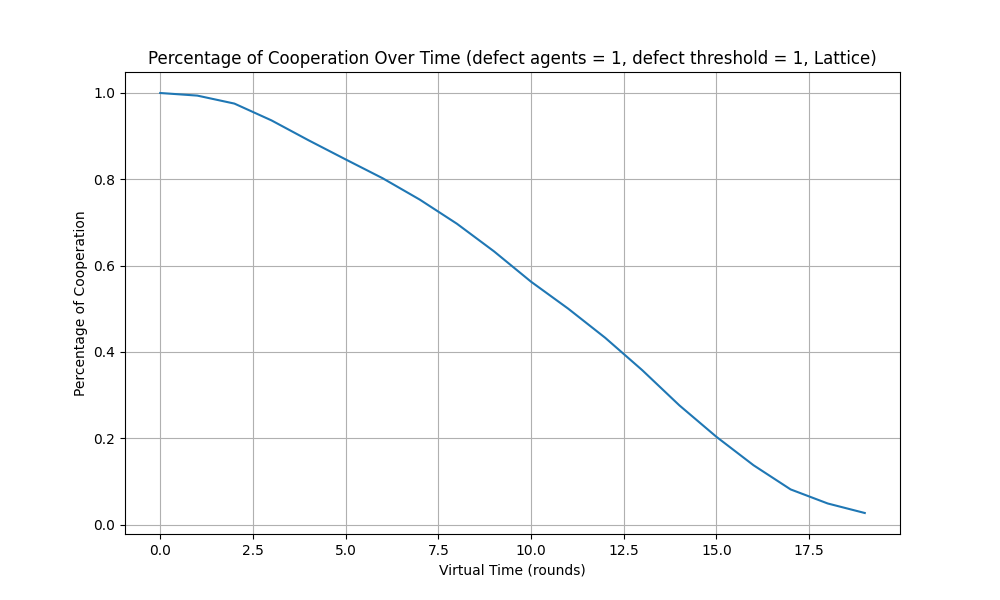 Percentage of Cooperation Over Time (defect agents = 1, defect threshold = 1, Lattice)
Percentage of Cooperation
1.0
0.8
0.6
0.4
0.2
0.0
0.0 2.5 5.0 7.5 10.0 12.5 15.0 17.5
Virtual Time (rounds)